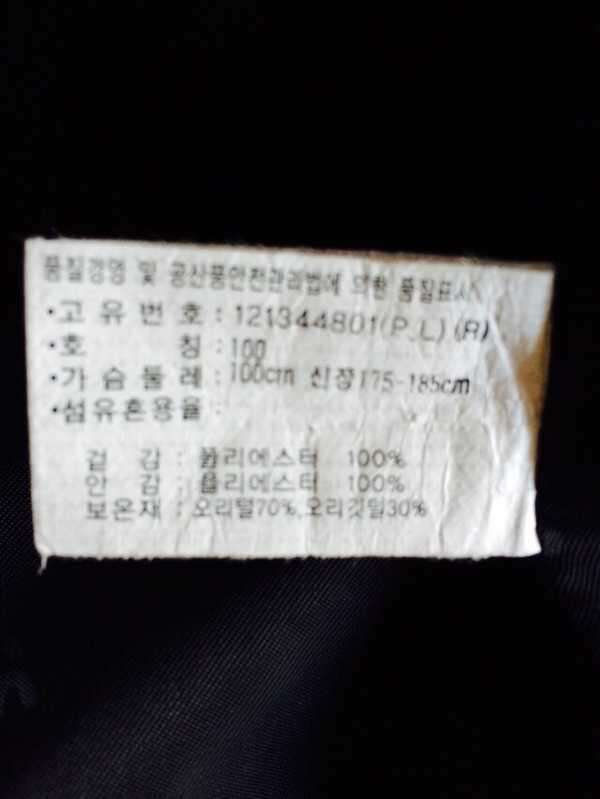 품질경영 및 공산품안전관리법에 의한 품질표시
•고 유 번 호 : 121344801(P.L)(R)
•호 칭 : 100
•가 슴 둘 레 : 100cm 신장175-185cm
•섬유혼용율 :
겉 감 : 폴리에스터 100%
안 감 : 폴리에스터 100%
보온재 : 오리털70%,오리깃털30%